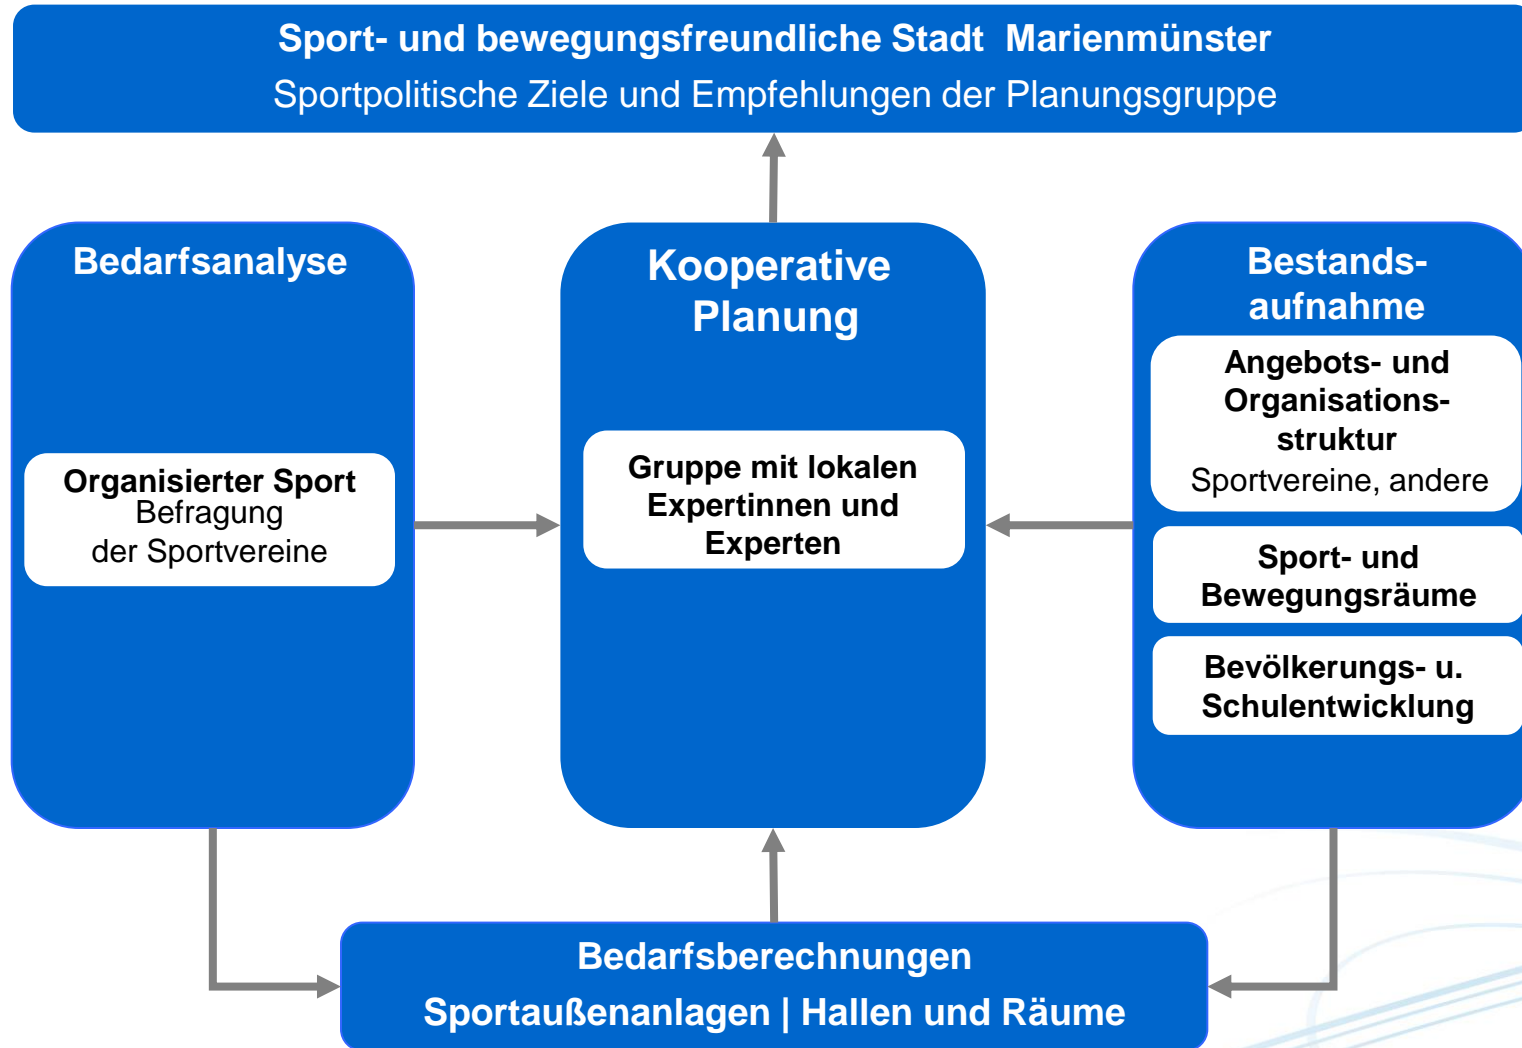 Sport- und bewegungsfreundliche Stadt Marienmünster
Sportpolitische Ziele und Empfehlungen der Planungsgruppe
Bedarfsanalyse
Organisierter Sport
Befragung
der Sportvereine
Kooperative
Planung
Gruppe mit lokalen
Expertinnen und
Experten
Bestands-
aufnahme
Angebots- und
Organisations-
struktur
Sportvereine, andere
Sport- und
Bewegungsräume
Bevölkerungs- u.
Schulentwicklung
Bedarfsberechnungen
Sportaußenanlagen | Hallen und Räume